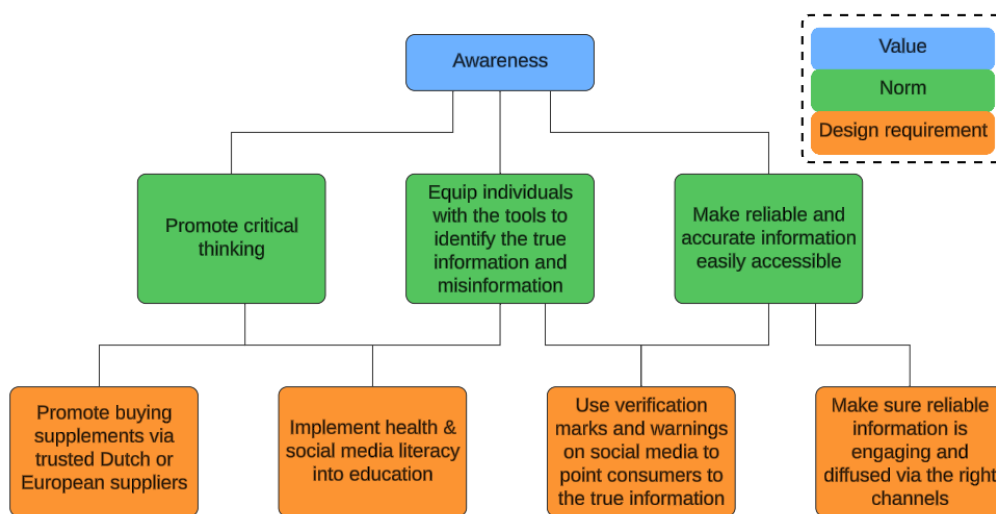 Awareness
Value
Norm
Design requirement
Promote critical
thinking
Equip individuals
with the tools to
identify the true
information and
misinformation
Make reliable and
accurate information
easily accessible
Promote buying
supplements via
trusted Dutch or
European suppliers
Implement health &
social media literacy
into education
Use verification
marks and warnings
on social media to
point consumers to
the true information
Make sure reliable
information is
engaging and
diffused via the right
channels